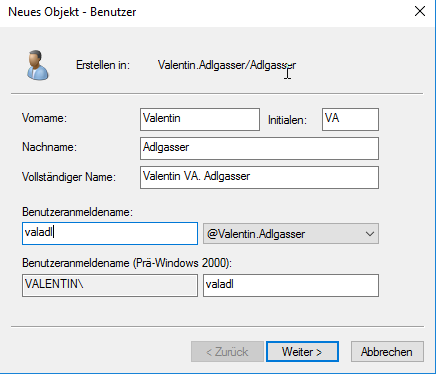 Neues Objekt - Benutzer
Erstellen in: Valentin.Adlgasser/Adlgasser
Vorname: Valentin Initialen: VA
Nachname: Adlgasser
Vollständiger Name: Valentin VA. Adlgasser
Benutzeranmeldename:
valadl @Valentin.Adlgasser
Benutzeranmeldename (Prä-Windows 2000):
VALENTIN\ valadl
< Zurück Weiter > Abbrechen